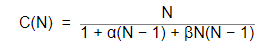 C(N) = N / 1 + α(N − 1) + βN(N − 1)